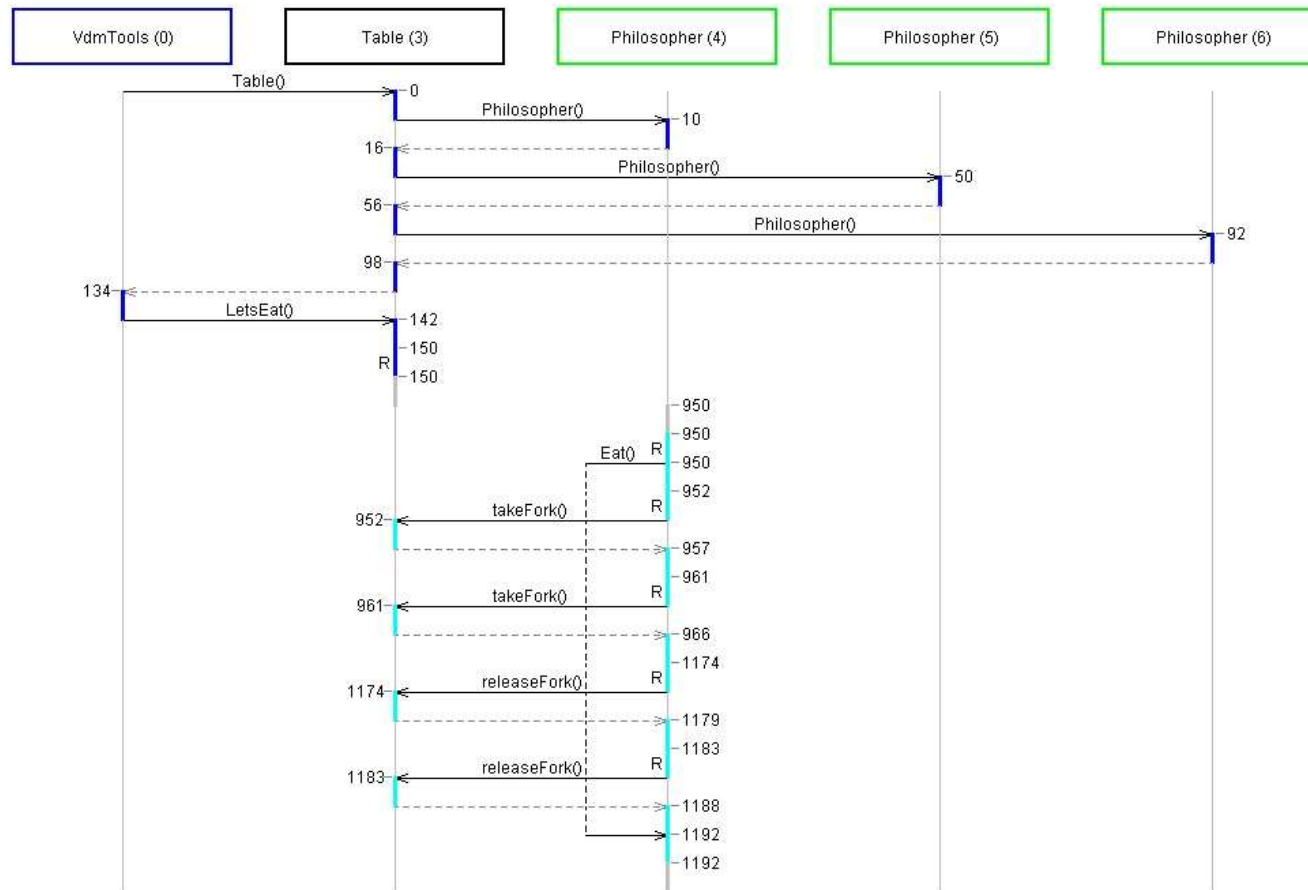 VdmTools (0) Table (3) Philosopher (4) Philosopher (5) Philosopher (6)
Table() 0
Philosopher() 10
16
Philosopher() 50
56
Philosopher() 92
98
134
LetsEat() 142
150
R
150
950
950
R
Eat() 950
952
R
952 takeFork()
957
961
R
961 takeFork()
966
1174
R
1174 releaseFork()
1179
1183
R
1183 releaseFork()
1188
1192
1192